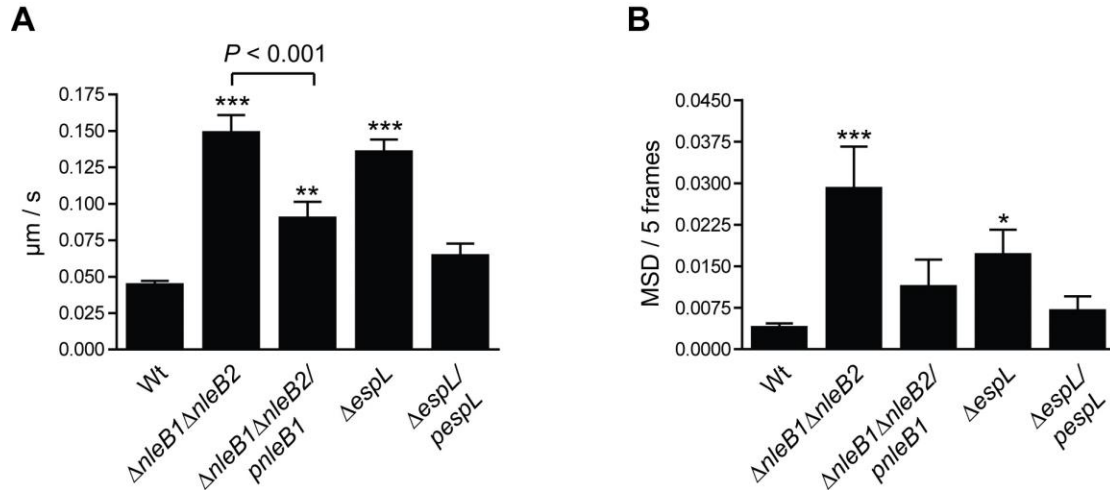 A
P < 0.001
0.175
0.150
0.125
0.100
0.075
0.050
0.025
0.000
µm / s
***
**
***
Wt
ΔnleB1ΔnleB2
ΔnleB1ΔnleB2/
pnleB1
ΔespL
ΔespL/
pespL
B
0.0450
0.0375
0.0300
0.0225
0.0150
0.0075
0.0000
MSD / 5 frames
***
*
Wt
ΔnleB1ΔnleB2
ΔnleB1ΔnleB2/
pnleB1
ΔespL
ΔespL/
pespL